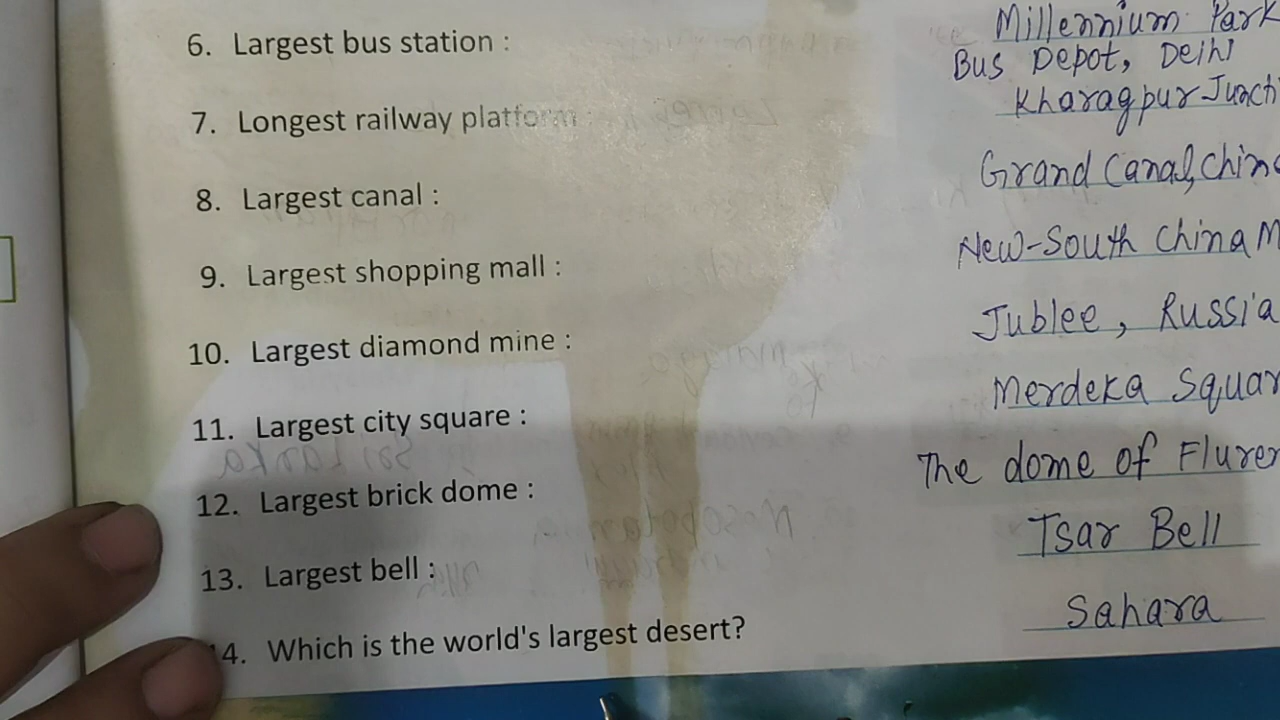 6. Largest bus station :
Millennium Park
Bus Depot, Delhi
7. Longest railway platform :
Kharagpur Juncti
8. Largest canal :
Grand Canal, China
9. Largest shopping mall :
New-South China M
10. Largest diamond mine :
Jublee, Russia
11. Largest city square :
Merdeka Squar
12. Largest brick dome :
The dome of Flurer
13. Largest bell :
Tsar Bell
14. Which is the world's largest desert?
Sahara